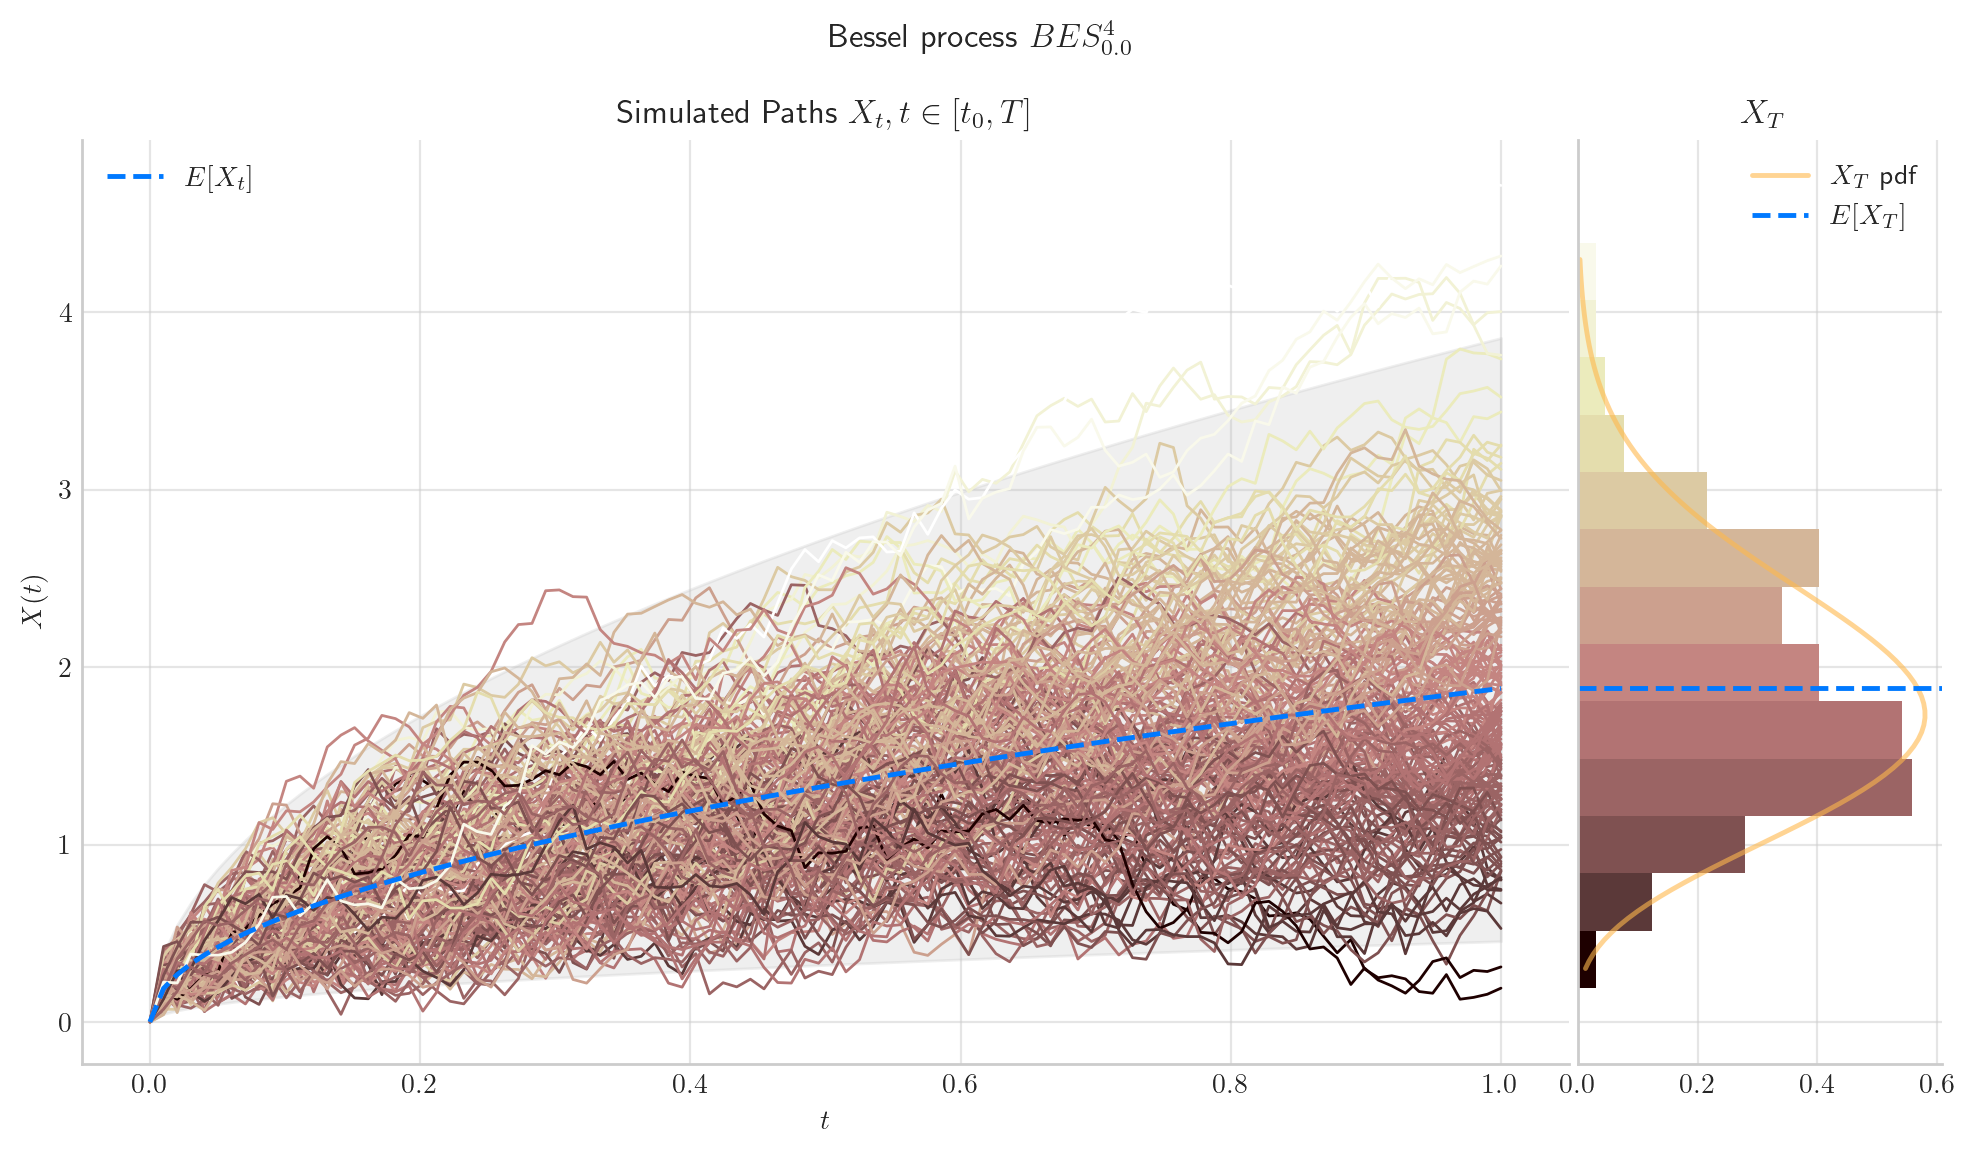 Bessel process $BES^4_{0.0}$
Simulated Paths $X_t, t \in [t_0, T]$
$X_T$
$E[X_t]$
$X_T$ pdf
$E[X_T]$
4
3
2
1
0
$X(t)$
0.0 0.2 0.4 0.6 0.8 1.0
0.0 0.2 0.4 0.6
$t$